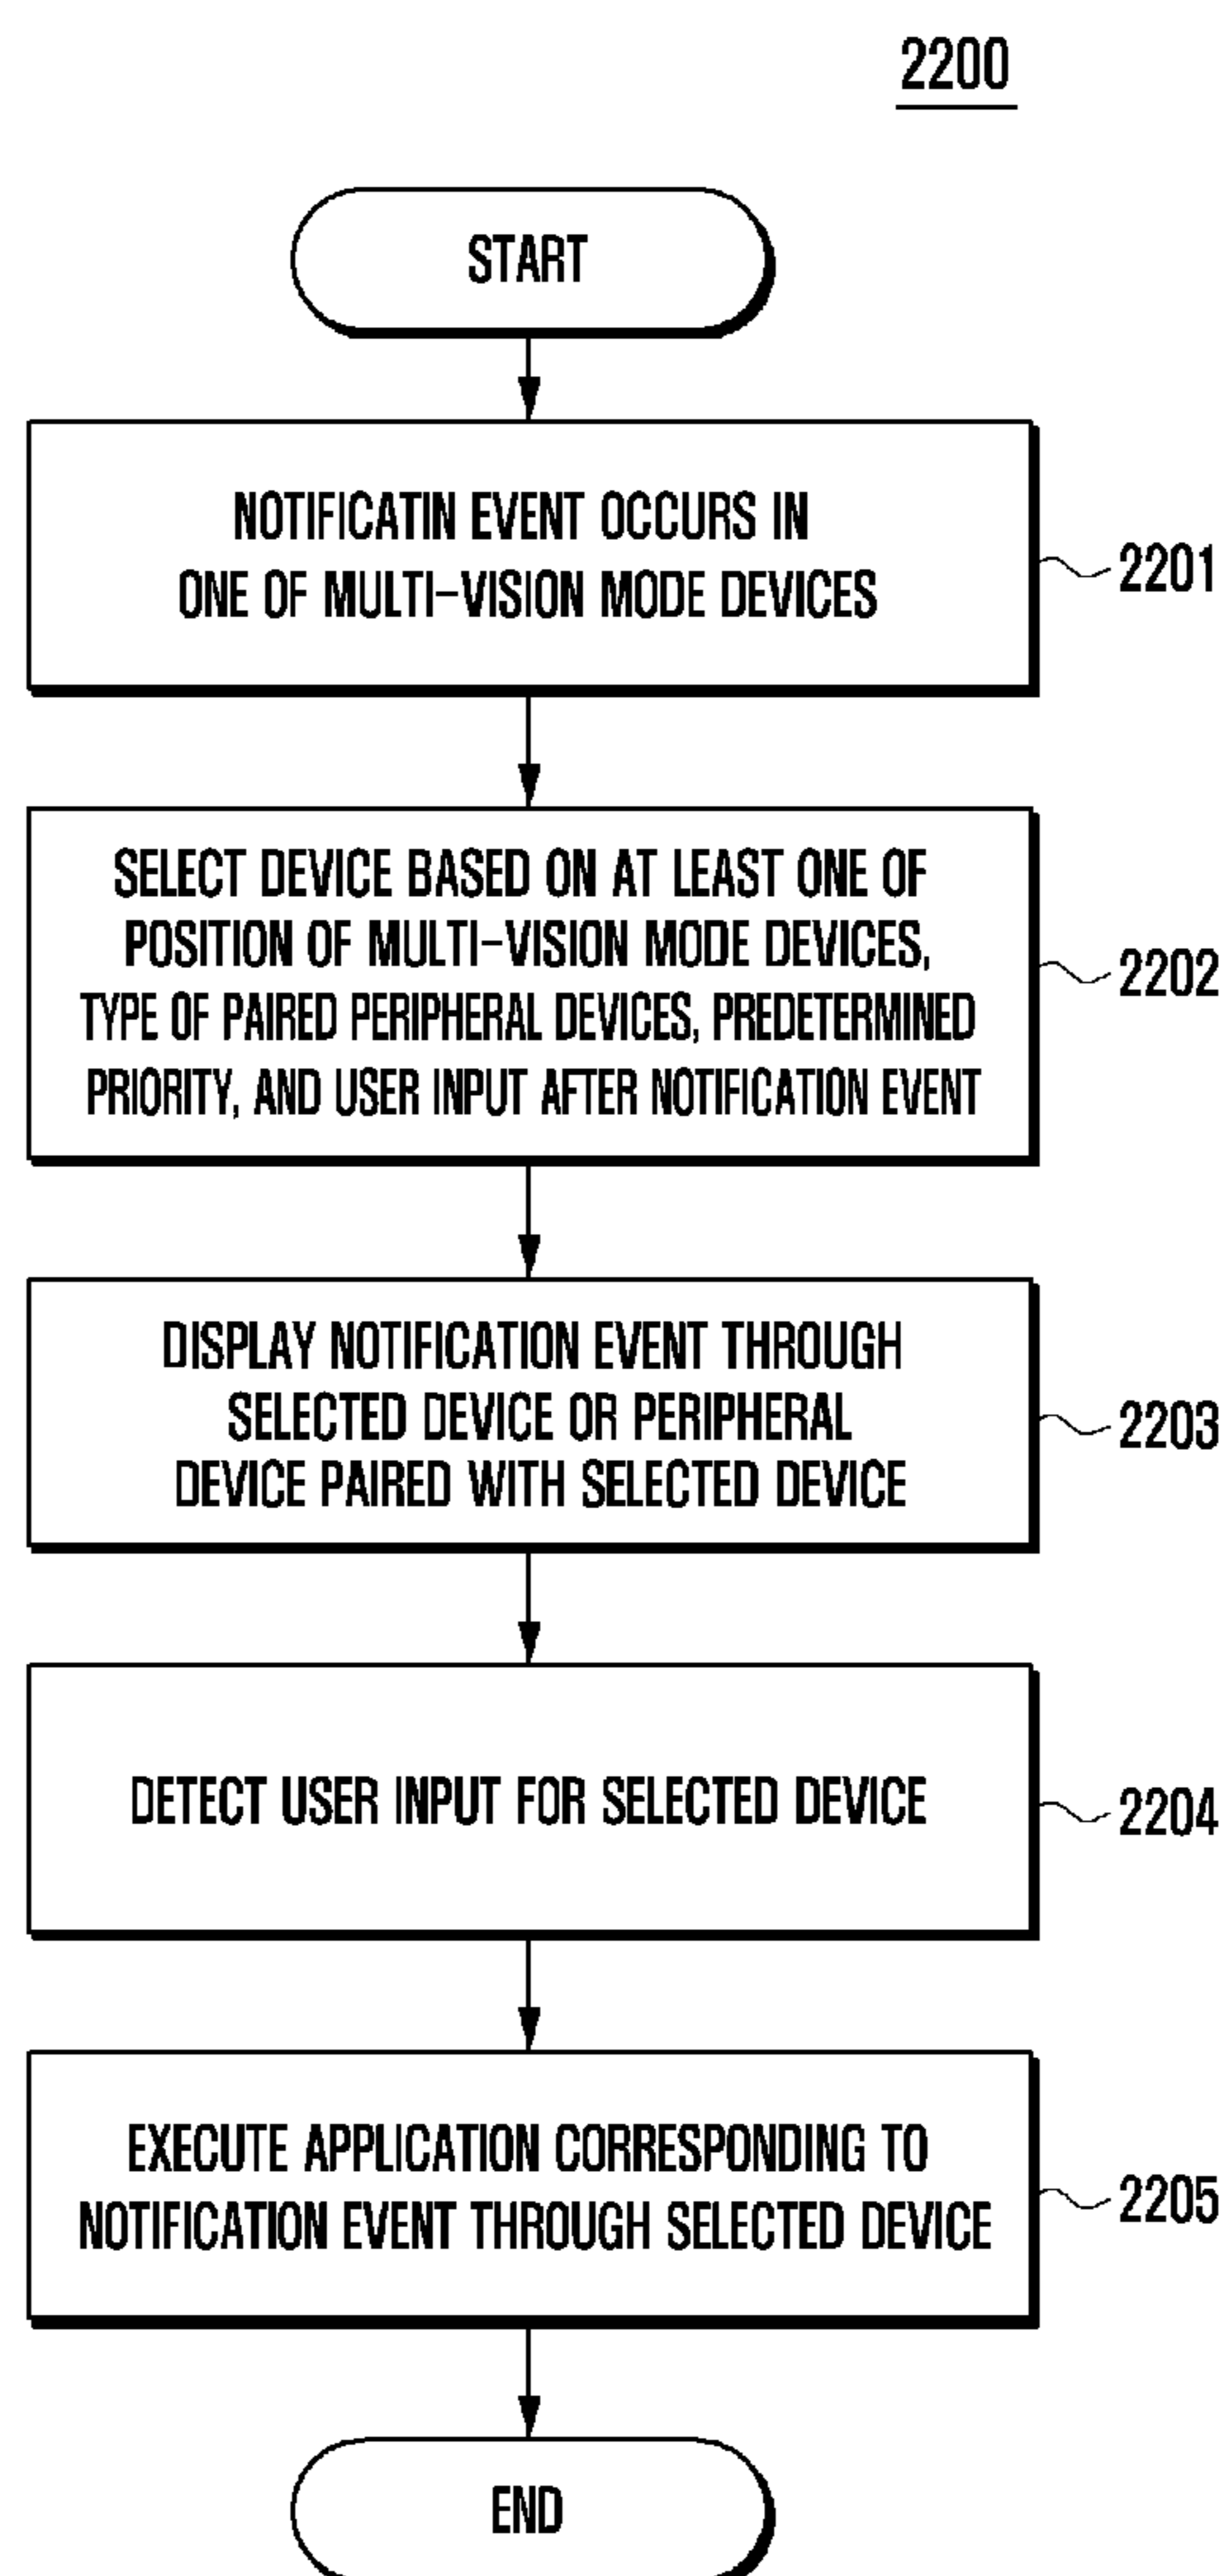 2200
START
NOTIFICATIN EVENT OCCURS IN
ONE OF MULTI-VISION MODE DEVICES
2201
SELECT DEVICE BASED ON AT LEAST ONE OF
POSITION OF MULTI-VISION MODE DEVICES,
TYPE OF PAIRED PERIPHERAL DEVICES, PREDETERMINED
PRIORITY, AND USER INPUT AFTER NOTIFICATION EVENT
2202
DISPLAY NOTIFICATION EVENT THROUGH
SELECTED DEVICE OR PERIPHERAL
DEVICE PAIRED WITH SELECTED DEVICE
2203
DETECT USER INPUT FOR SELECTED DEVICE
2204
EXECUTE APPLICATION CORRESPONDING TO
NOTIFICATION EVENT THROUGH SELECTED DEVICE
2205
END